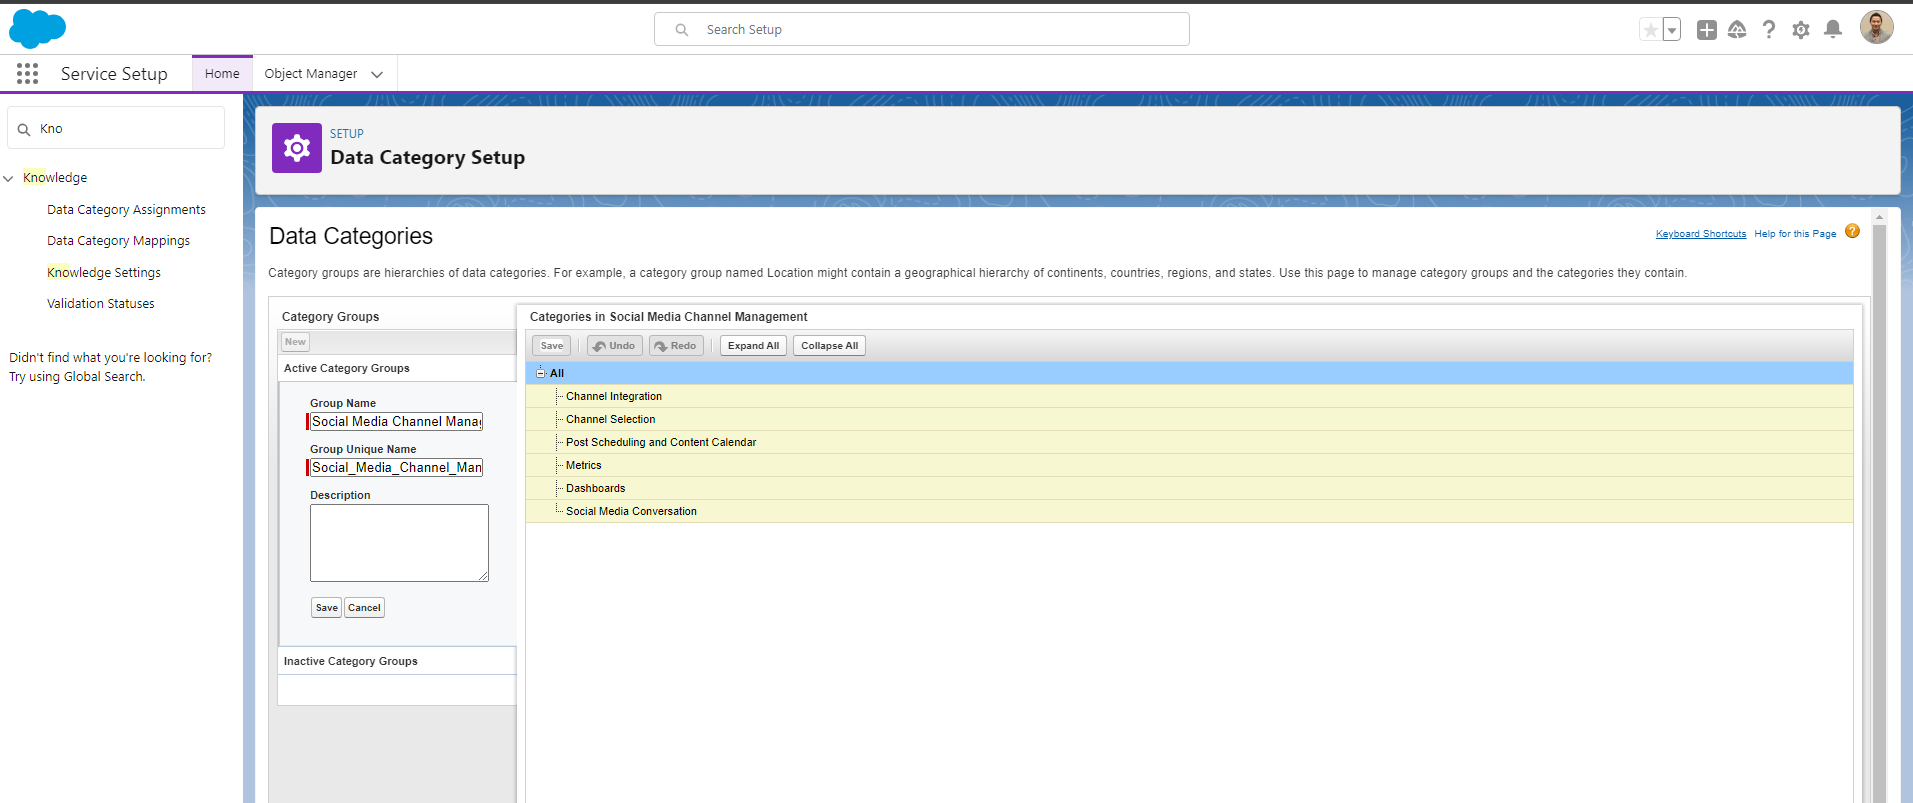 Search Setup
Service Setup
Home
Object Manager
Kno
Knowledge
Data Category Assignments
Data Category Mappings
Knowledge Settings
Validation Statuses
Didn't find what you're looking for?
Try using Global Search.
SETUP
Data Category Setup
Data Categories
Keyboard Shortcuts Help for this Page ?
Category groups are hierarchies of data categories. For example, a category group named Location might contain a geographical hierarchy of continents, countries, regions, and states. Use this page to manage category groups and the categories they contain.
Category Groups
New
Active Category Groups
Group Name
Social Media Channel Manag
Group Unique Name
Social_Media_Channel_Man
Description
Save Cancel
Inactive Category Groups
Categories in Social Media Channel Management
Save Undo Redo Expand All Collapse All
All
Channel Integration
Channel Selection
Post Scheduling and Content Calendar
Metrics
Dashboards
Social Media Conversation